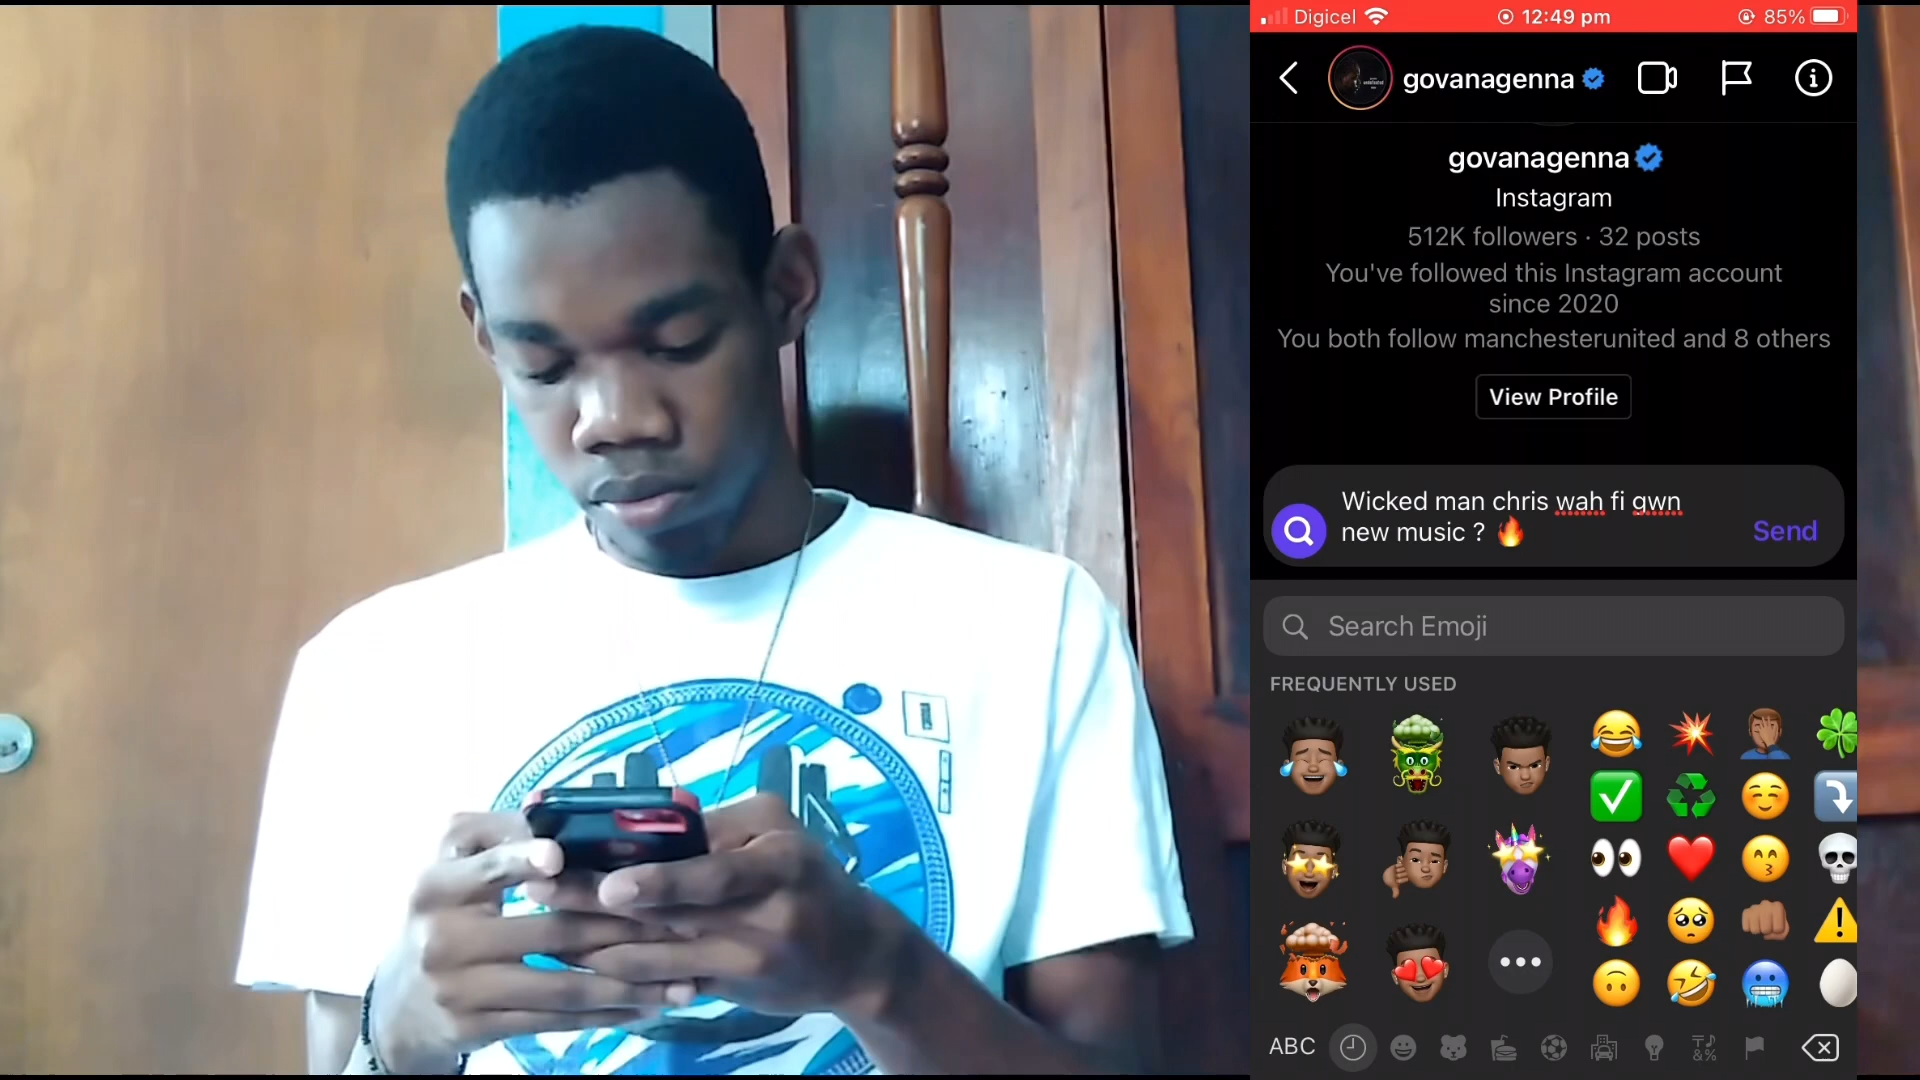 Digicel 12:49 pm 85%
govanagenna
govanagenna
Instagram
512K followers · 32 posts
You've followed this Instagram account
since 2020
You both follow manchesterunited and 8 others
View Profile
Wicked man chris wah fi gwn
new music ? 🔥
Send
Search Emoji
FREQUENTLY USED
ABC